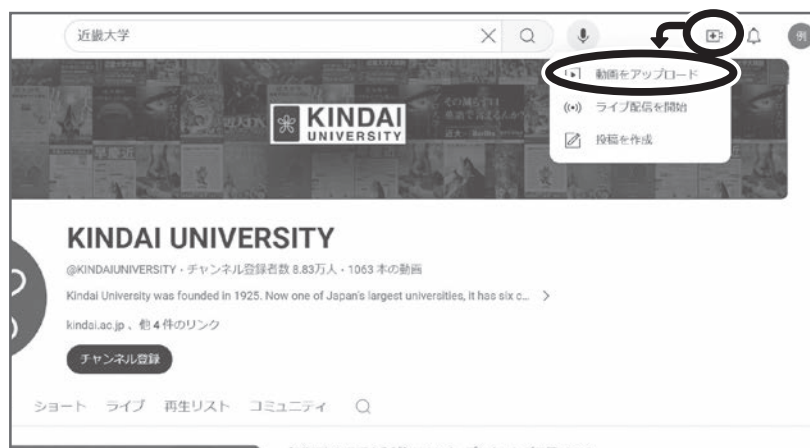 近畿大学
例
動画をアップロード
ライブ配信を開始
投稿を作成
KINDAI
UNIVERSITY
KINDAI UNIVERSITY
@KINDAIUNIVERSITY・チャンネル登録者数 8.83万人・1063 本の動画
Kindai University was founded in 1925. Now one of Japan's largest universities, it has six c...
kindai.ac.jp 、他 4 件のリンク
チャンネル登録
ショート ライブ 再生リスト コミュニティ